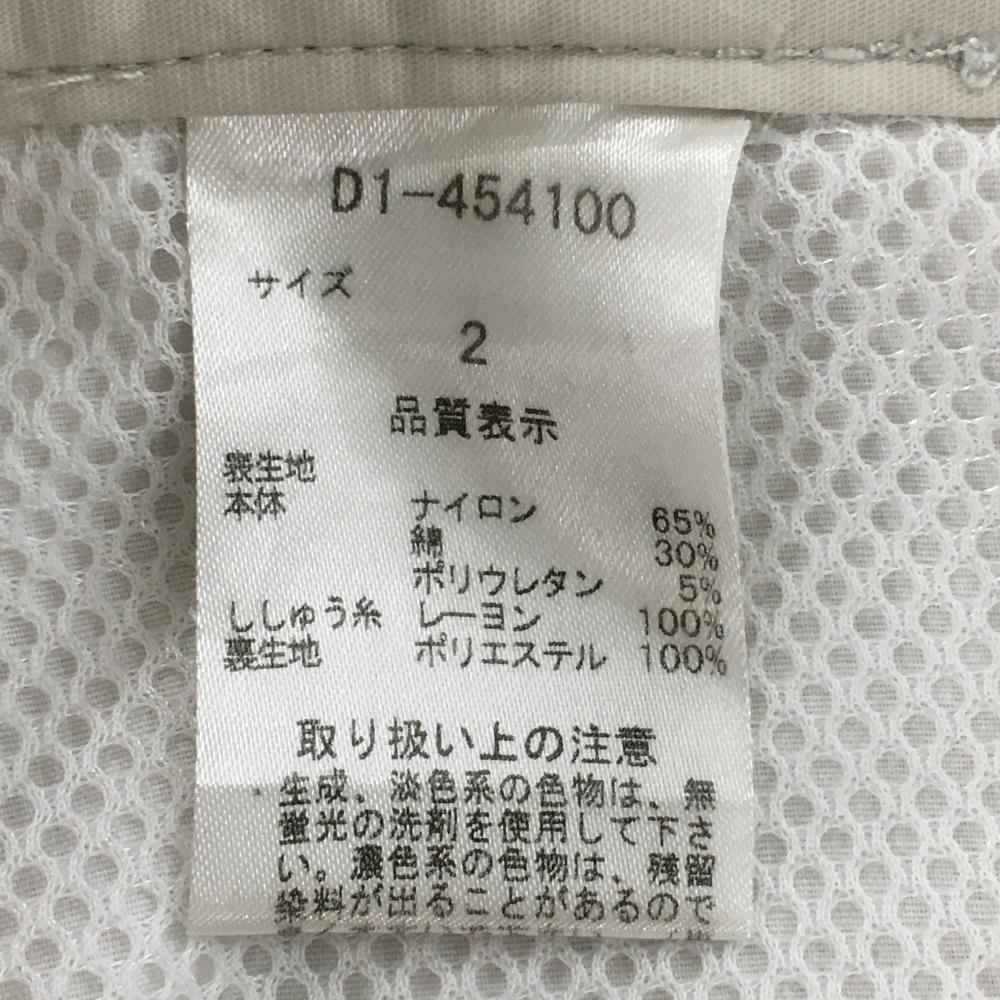 D1-454100
サイズ
2
品質表示
裏生地
本体 ナイロン 65%
綿 30%
ポリウレタン 5%
ししゅう糸 レーヨン 100%
裏生地 ポリエステル 100%
取り扱い上の注意
生成、淡色系の色物は、無
蛍光の洗剤を使用して下さ
い。濃色系の色物は、残留
染料が出ることがあるので